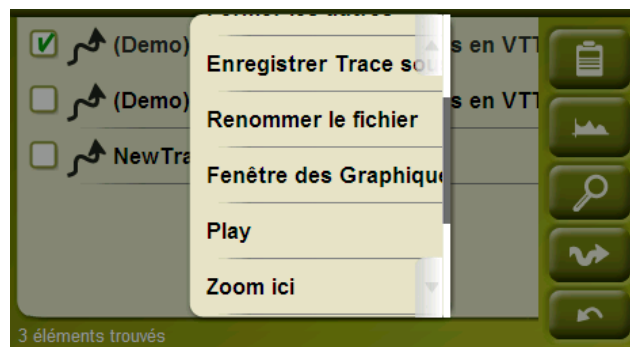 Enregistrer Trace sou
Renommer le fichier
Fenêtre des Graphiqu
Play
Zoom ici
(Demo) s en VTT
(Demo) s en VTT
NewTra
3 éléments trouvés